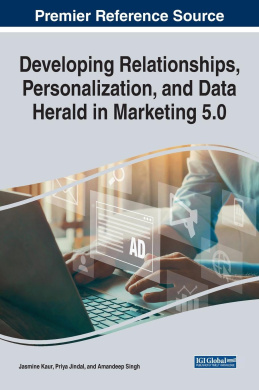 Premier Reference Source
Developing Relationships,
Personalization, and Data
Herald in Marketing 5.0
AD
Jasmine Kaur, Priya Jindal, and Amandeep Singh
IGI Global